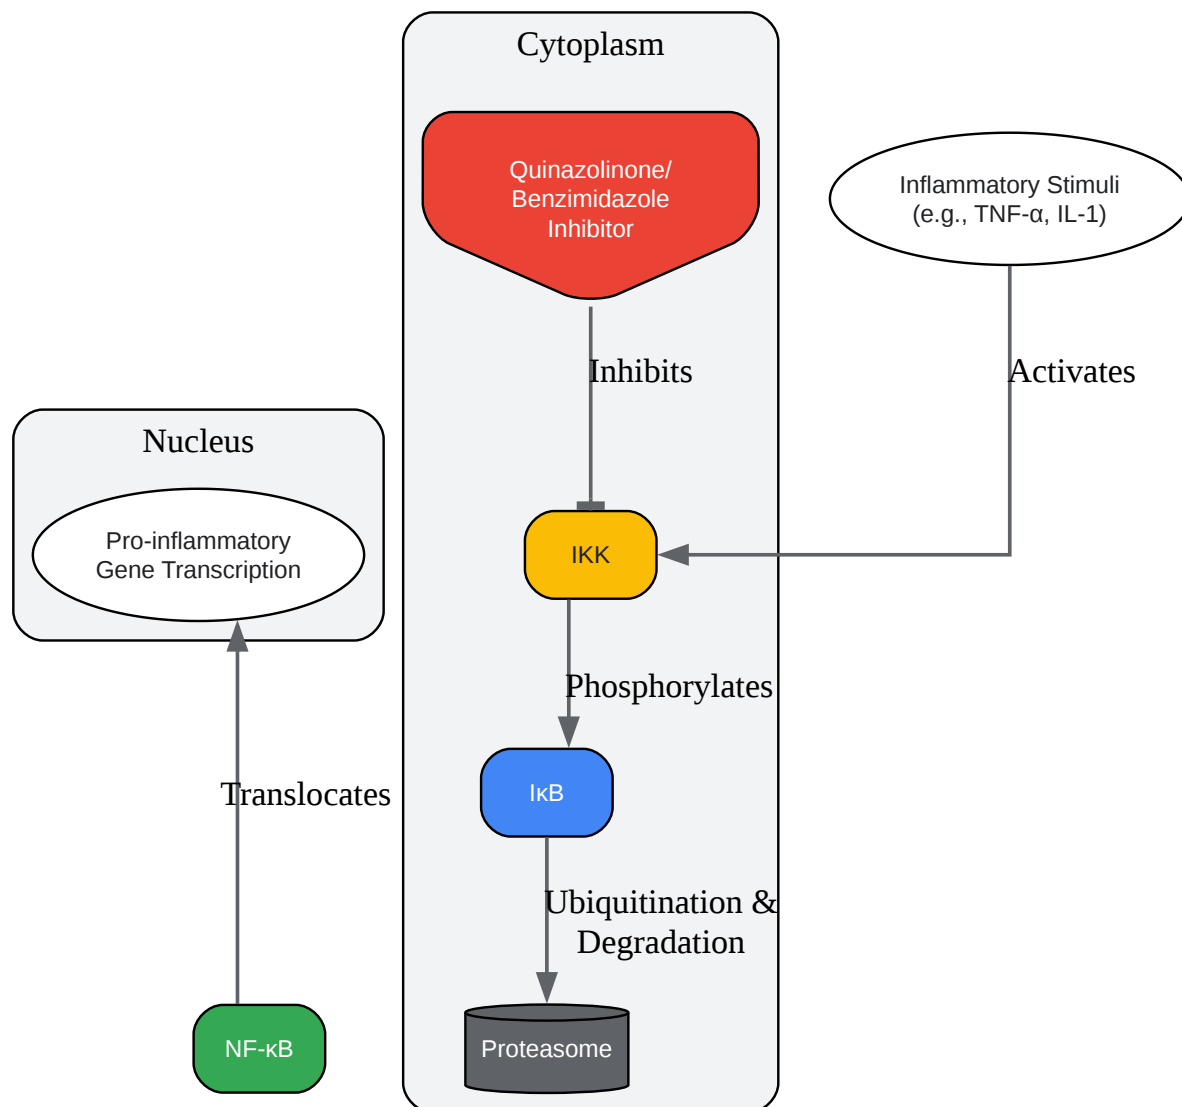 Cytoplasm
Quinazolinone/
Benzimidazole
Inhibitor
Inflammatory Stimuli
(e.g., TNF-α, IL-1)
Inhibits
Activates
Nucleus
Pro-inflammatory
Gene Transcription
IKK
Phosphorylates
IκB
Translocates
Ubiquitination &
Degradation
NF-κB
Proteasome